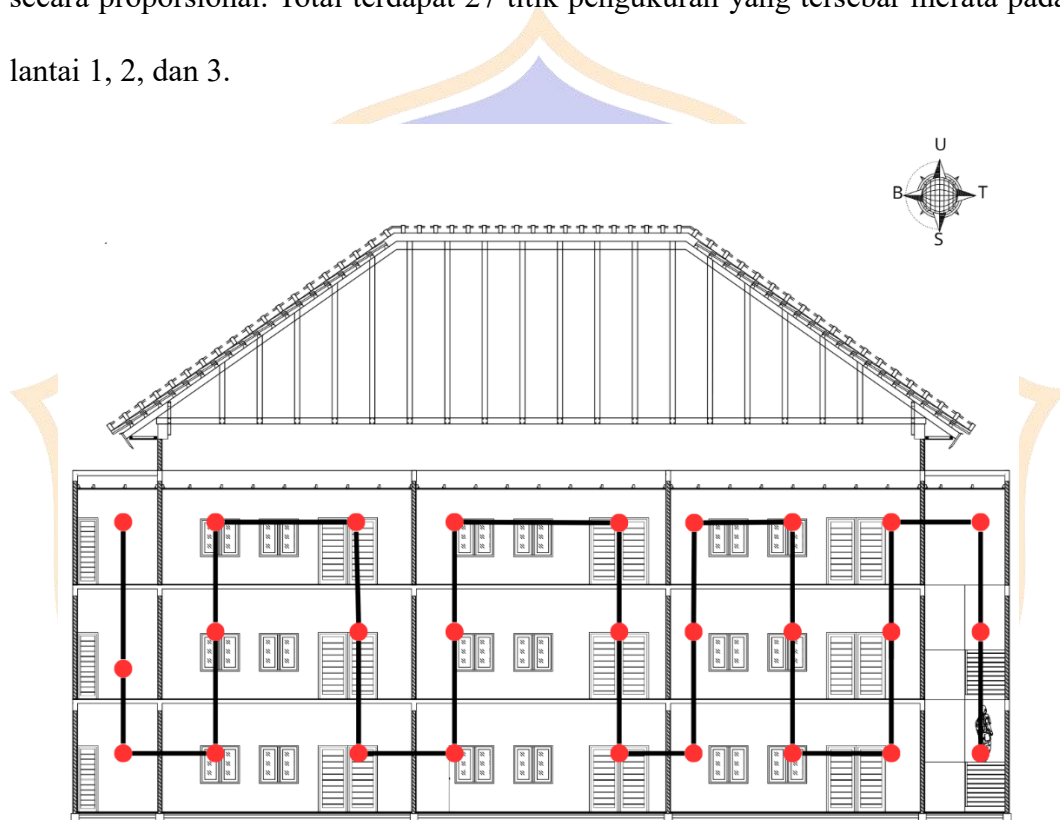 secara proporsional. Total terdapat 27 titik pengukuran yang tersebar merata pada
lantai 1, 2, dan 3.
U
B T
S